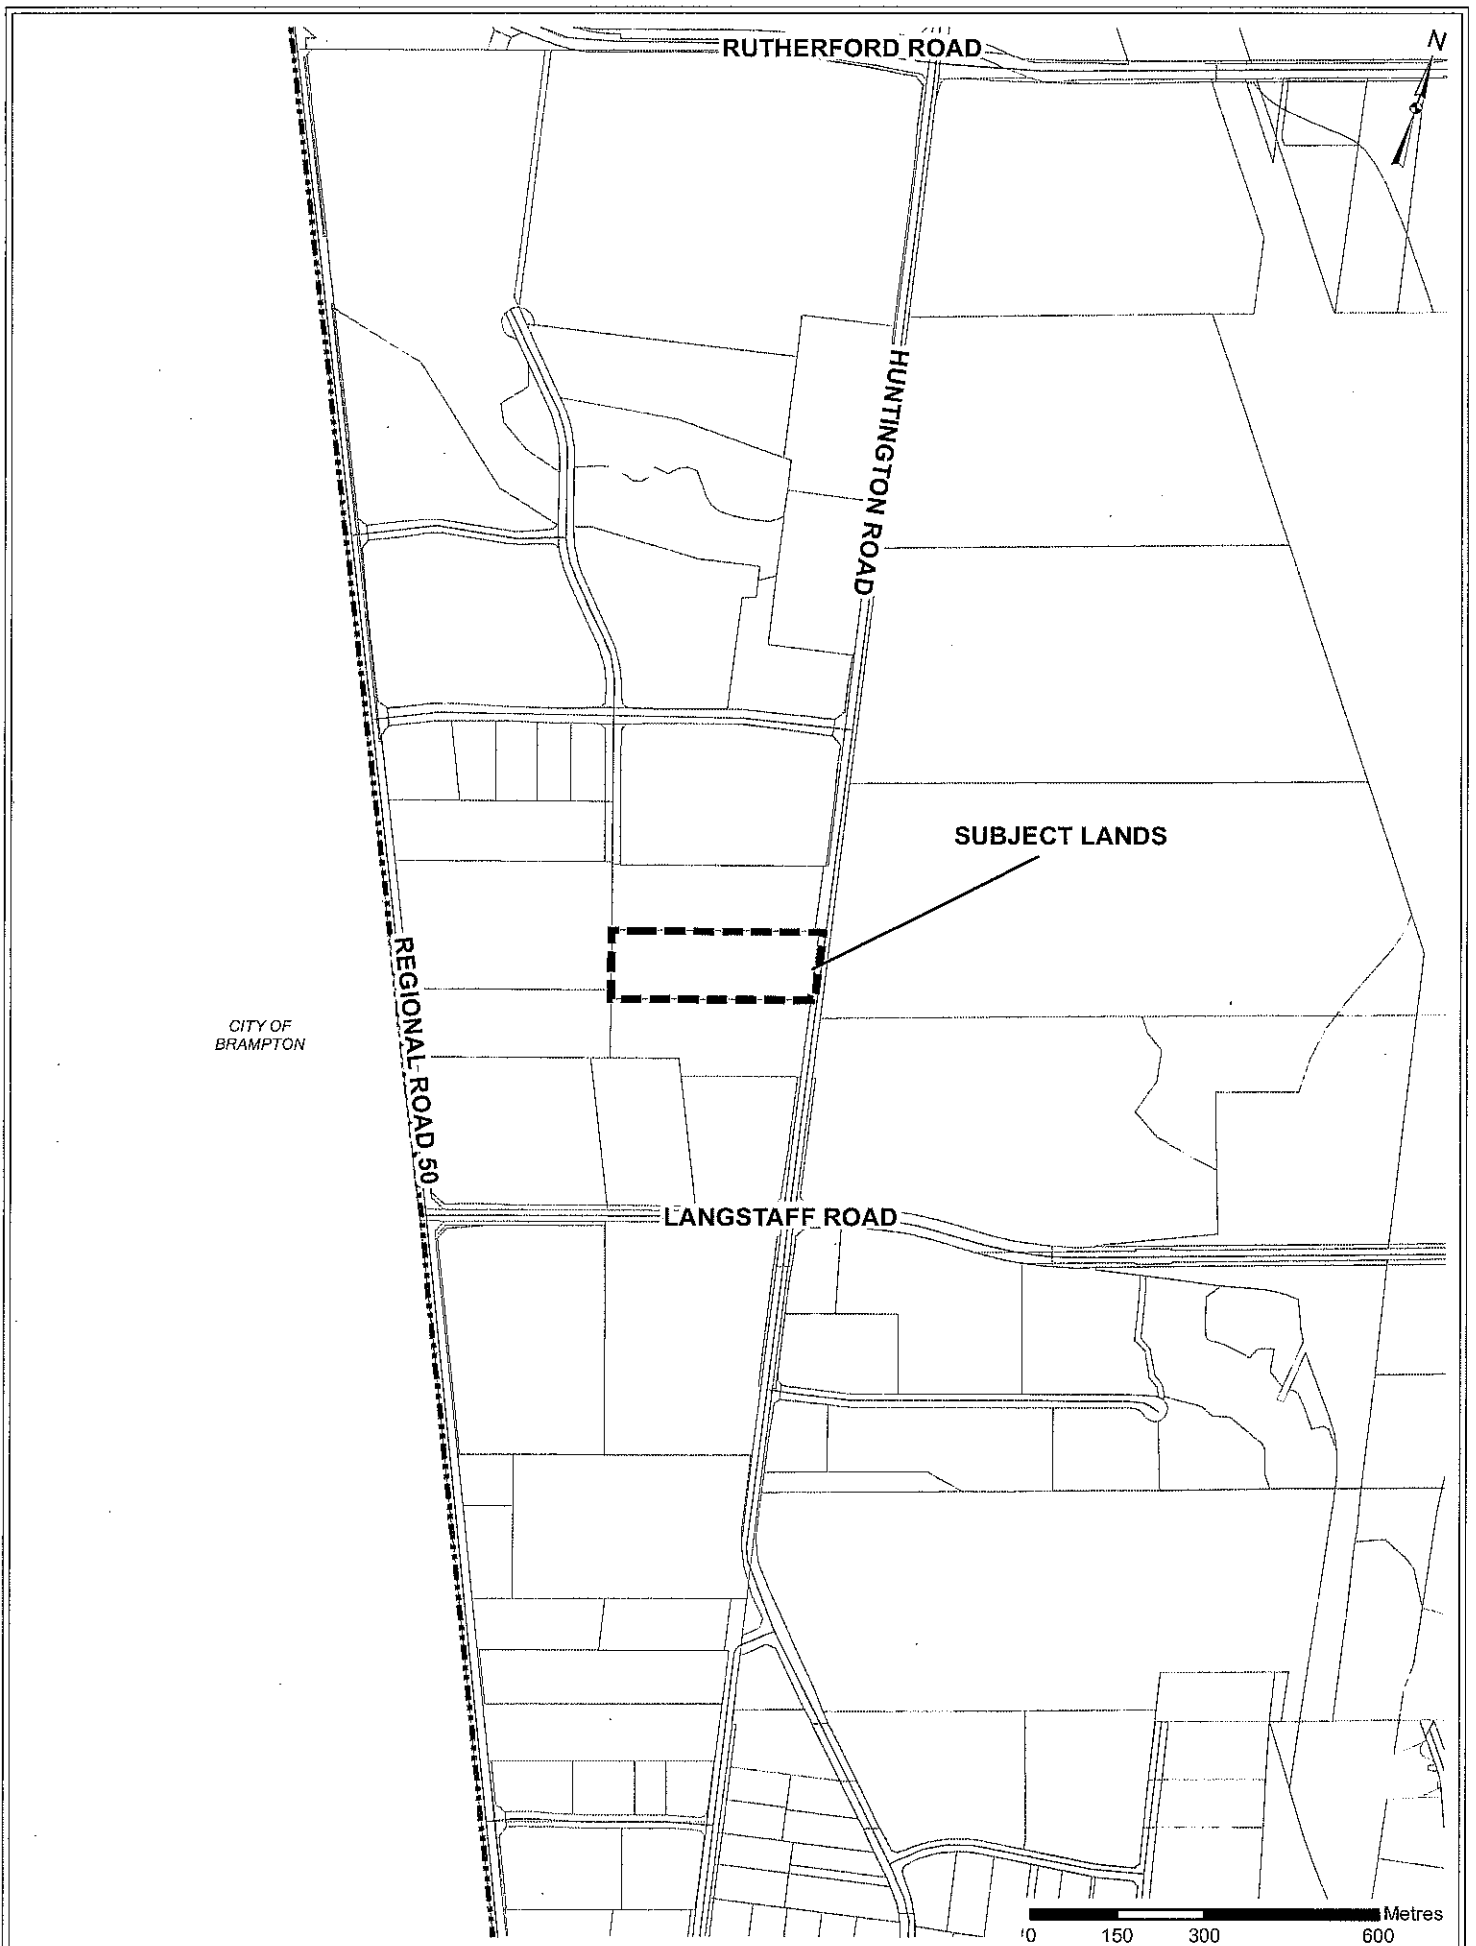 RUTHERFORD ROAD
N
HUNTINGTON ROAD
SUBJECT LANDS
REGIONAL ROAD 50
CITY OF
BRAMPTON
LANGSTAFF ROAD
Metres
0 150 300 600